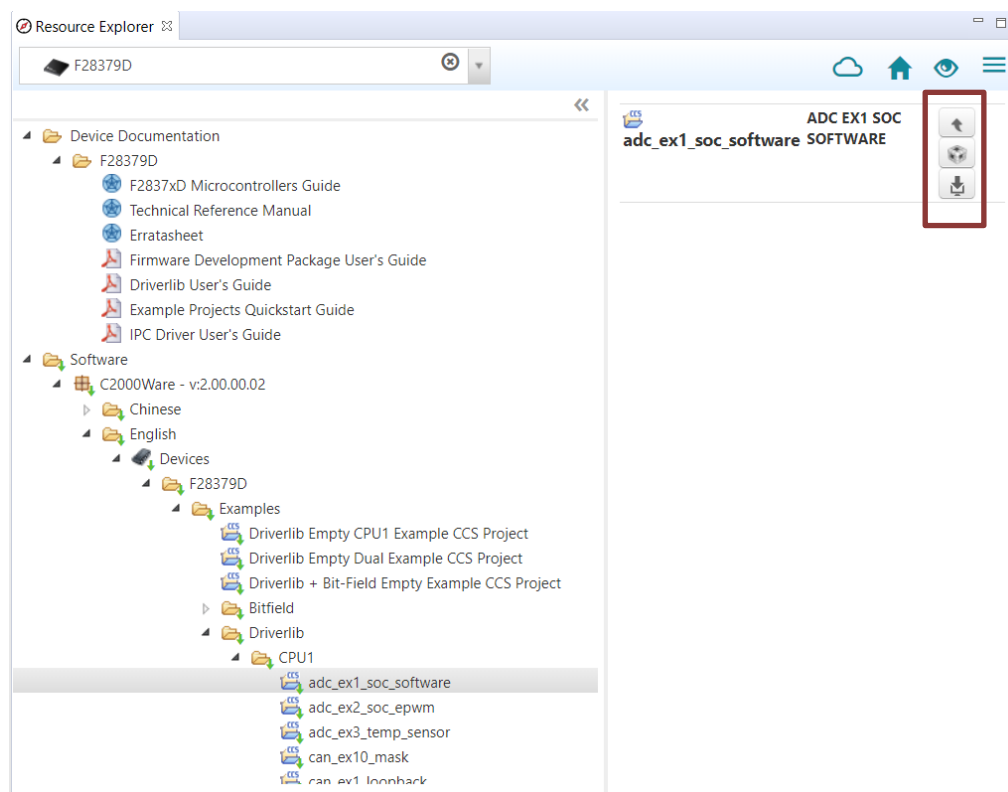 Resource Explorer
F28379D
Device Documentation
F28379D
F2837xD Microcontrollers Guide
Technical Reference Manual
Erratasheet
Firmware Development Package User's Guide
Driverlib User's Guide
Example Projects Quickstart Guide
IPC Driver User's Guide
Software
C2000Ware - v:2.00.00.02
Chinese
English
Devices
F28379D
Examples
Driverlib Empty CPU1 Example CCS Project
Driverlib Empty Dual Example CCS Project
Driverlib + Bit-Field Empty Example CCS Project
Bitfield
Driverlib
CPU1
adc_ex1_soc_software
adc_ex2_soc_epwm
adc_ex3_temp_sensor
can_ex10_mask
can_ex1_loopback
adc_ex1_soc_software
ADC EX1 SOC
SOFTWARE